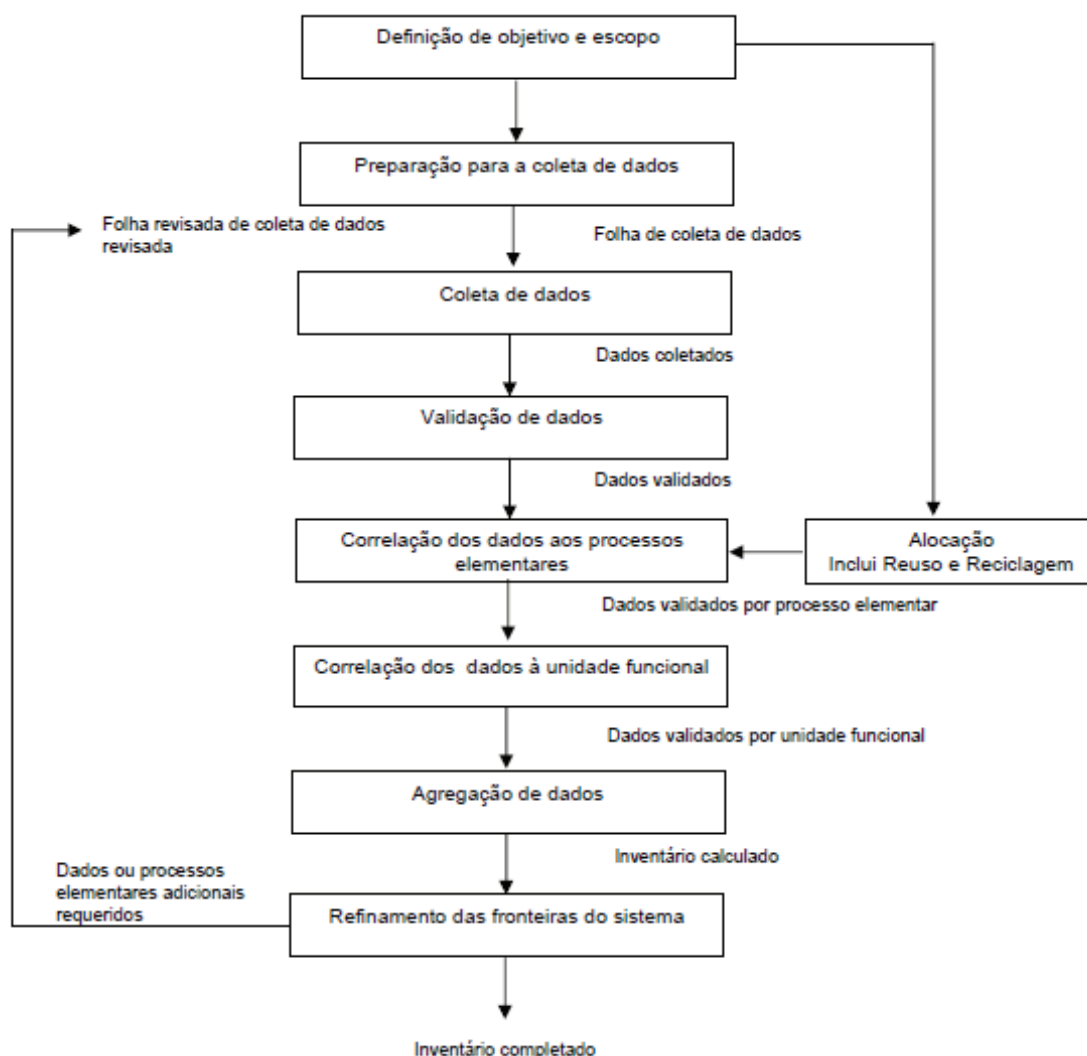 Definição de objetivo e escopo
Preparação para a coleta de dados
Folha revisada de coleta de dados
revisada
Folha de coleta de dados
Coleta de dados
Dados coletados
Validação de dados
Dados validados
Correlação dos dados aos processos
elementares
Alocação
Inclui Reuso e Reciclagem
Dados validados por processo elementar
Correlação dos dados à unidade funcional
Dados validados por unidade funcional
Agregação de dados
Inventário calculado
Dados ou processos
elementares adicionais
requeridos
Refinamento das fronteiras do sistema
Inventário completado